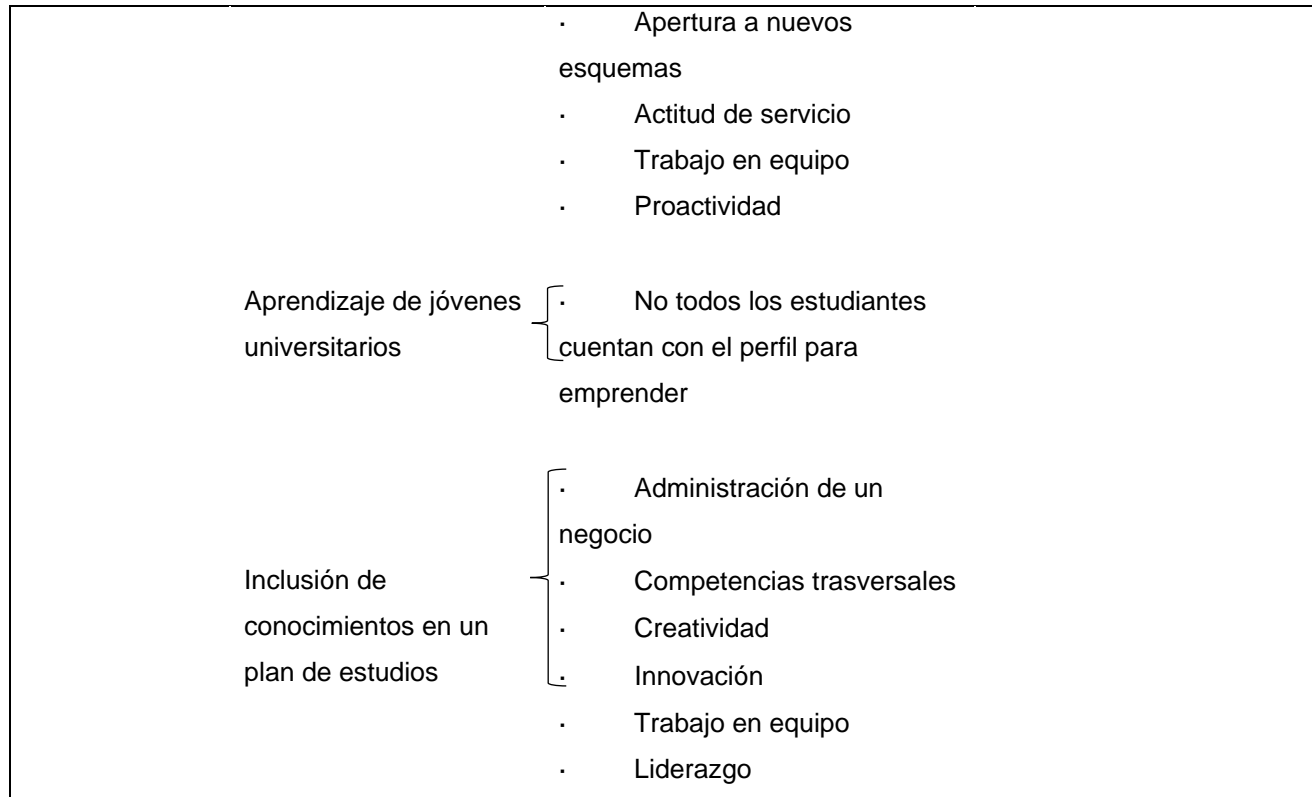 · Apertura a nuevos
esquemas
· Actitud de servicio
· Trabajo en equipo
· Proactividad
Aprendizaje de jóvenes
universitarios
· No todos los estudiantes
cuentan con el perfil para
emprender
Inclusión de
conocimientos en un
plan de estudios
· Administración de un
negocio
· Competencias trasversales
· Creatividad
· Innovación
· Trabajo en equipo
· Liderazgo